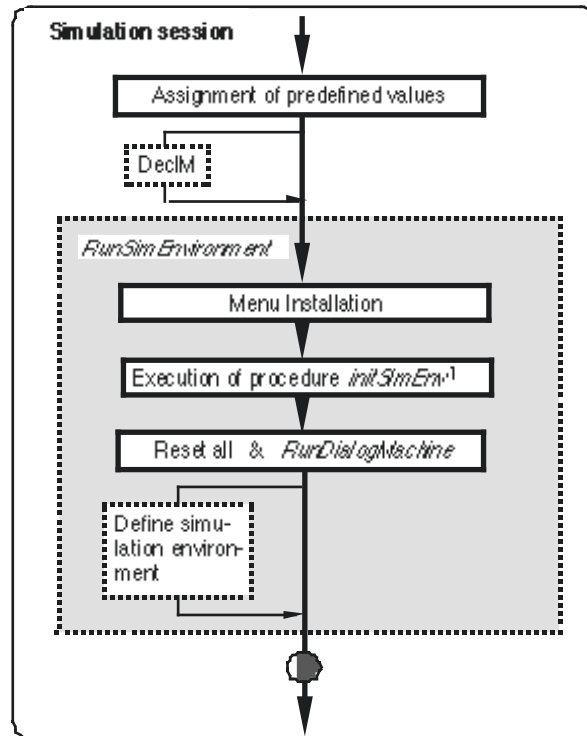 Simulation session
Assignment of predefined values
DeclM
RunSimEnvironment
Menu Installation
Execution of procedure initSimEnv¹
Reset all & RunDialogMachine
Define simu-
lation environ-
ment